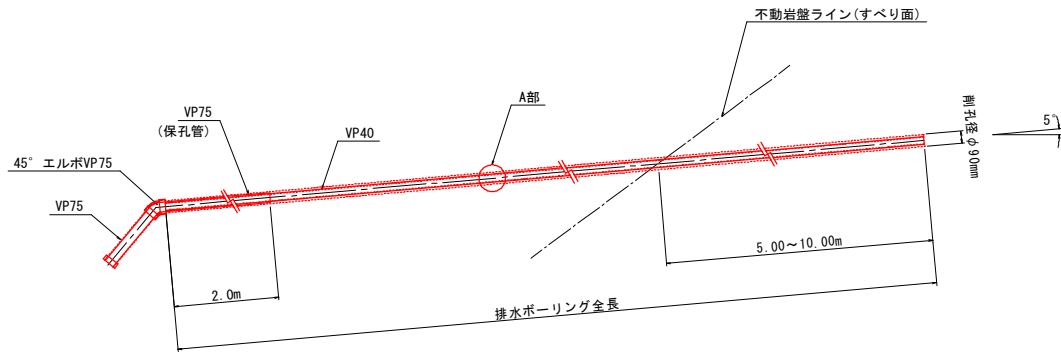 不動岩盤ライン(すべり面)
A部
VP75
(保孔管)
VP40
45° エルボVP75
VP75
削孔径φ90mm
5°
5.00～10.00m
2.0m
排水ボーリング全長